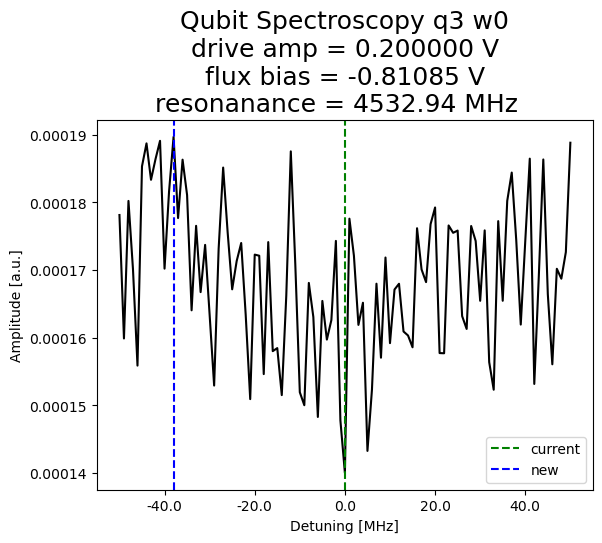 Qubit Spectroscopy q3 w0
drive amp = 0.200000 V
flux bias = -0.81085 V
resonanance = 4532.94 MHz
0.00019
0.00018
0.00017
0.00016
0.00015
0.00014
Amplitude [a.u.]
current
new
-40.0 -20.0 0.0 20.0 40.0
Detuning [MHz]